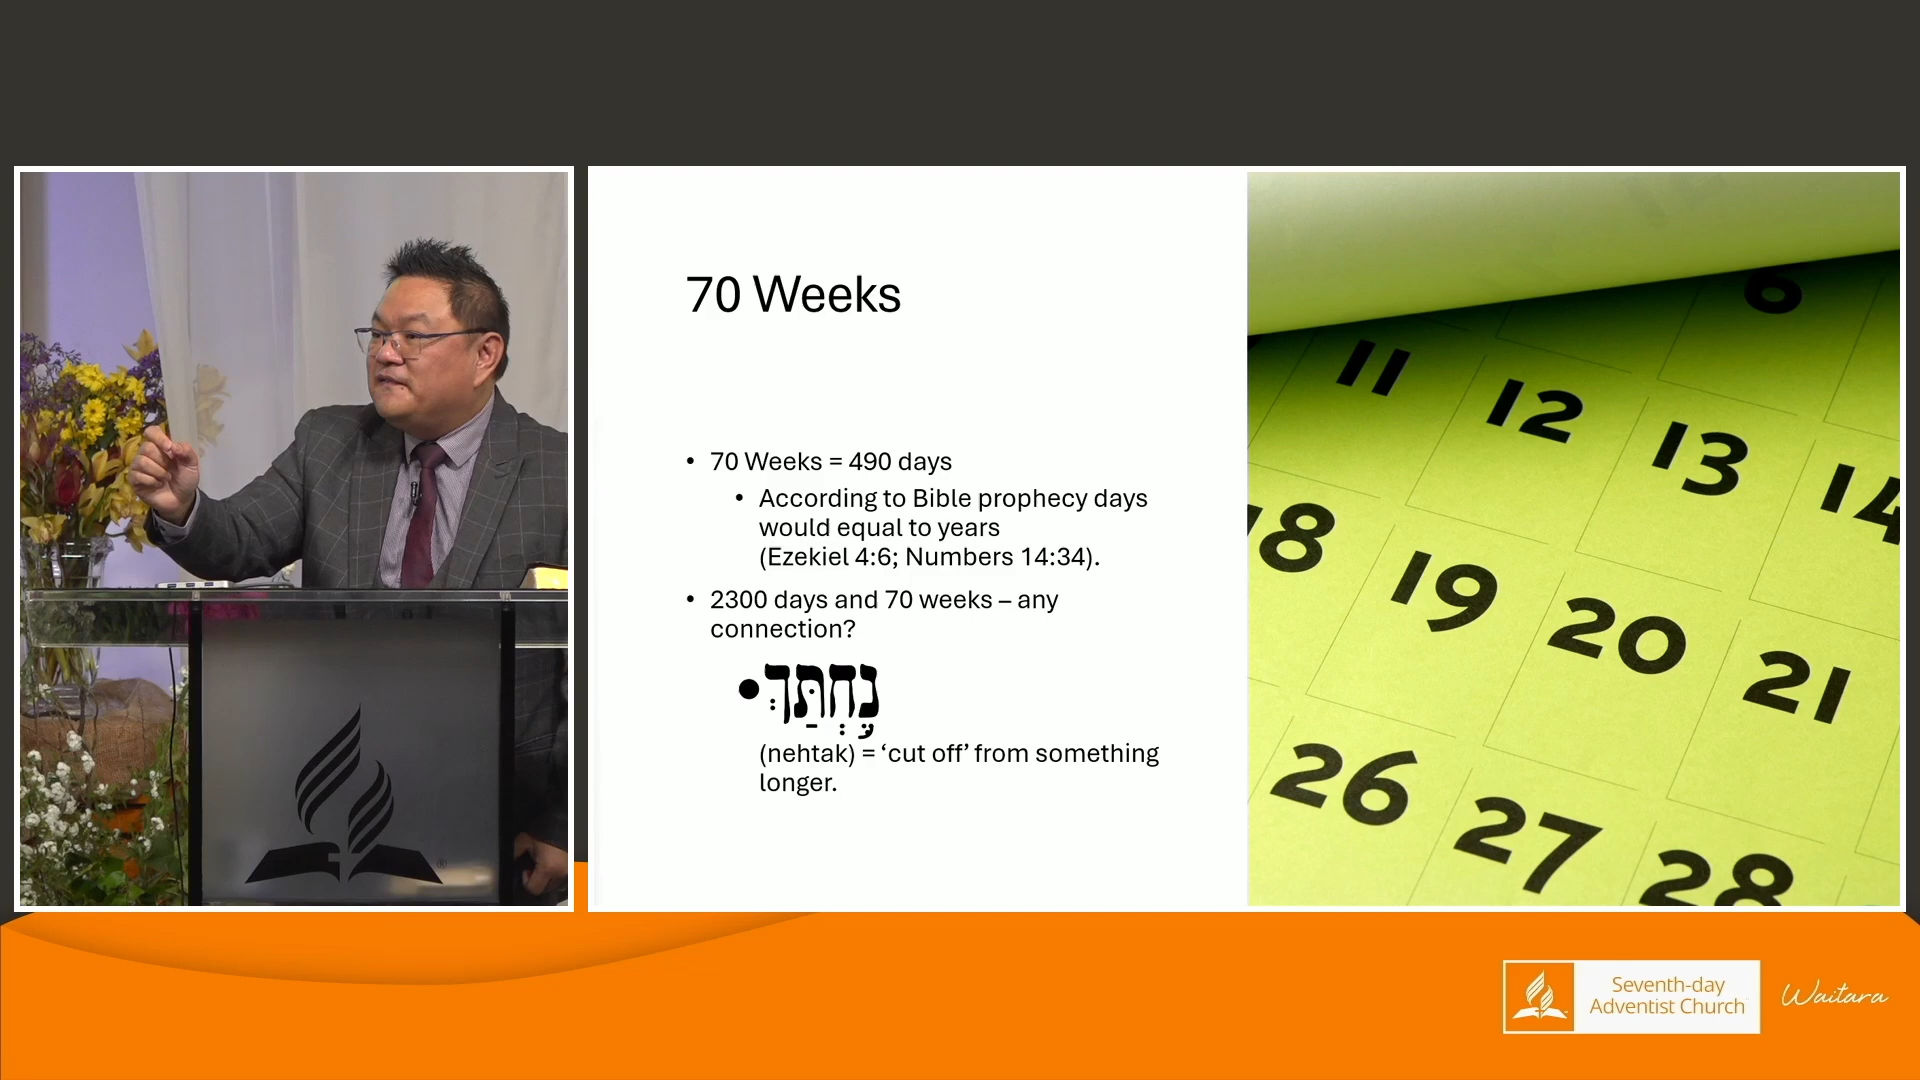 70 Weeks
• 70 Weeks = 490 days
• According to Bible prophecy days
would equal to years
(Ezekiel 4:6; Numbers 14:34).
• 2300 days and 70 weeks – any
connection?
• נֶחְתַּךְ
(nehtak) = ‘cut off’ from something
longer.
6
11 12 13 14
18 19 20 21
26 27 28
Seventh-day
Adventist Church
Waitara